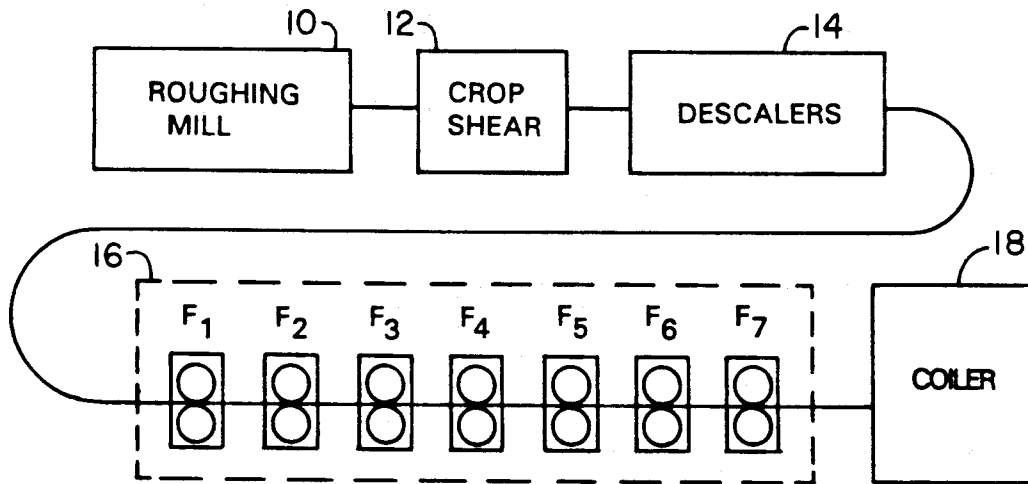 10
12
14
ROUGHING
MILL
CROP
SHEAR
DESCALERS
16
18
F1 F2 F3 F4 F5 F6 F7
COILER